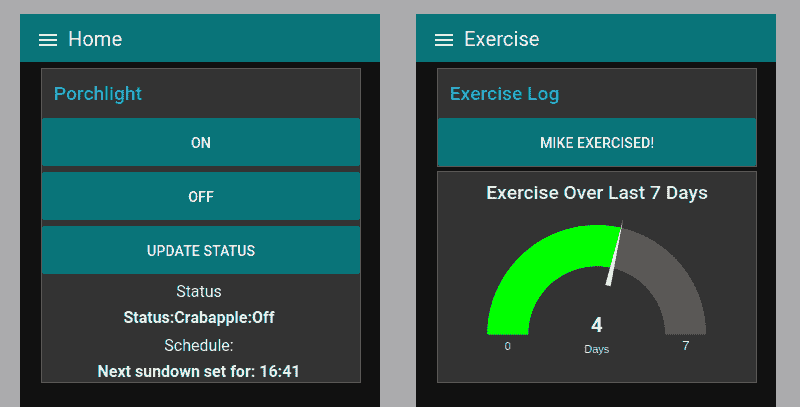 Home
Porchlight
ON
OFF
UPDATE STATUS
Status
Status:Crabapple:Off
Schedule:
Next sundown set for: 16:41
Exercise
Exercise Log
MIKE EXERCISED!
Exercise Over Last 7 Days
4
Days
0
7